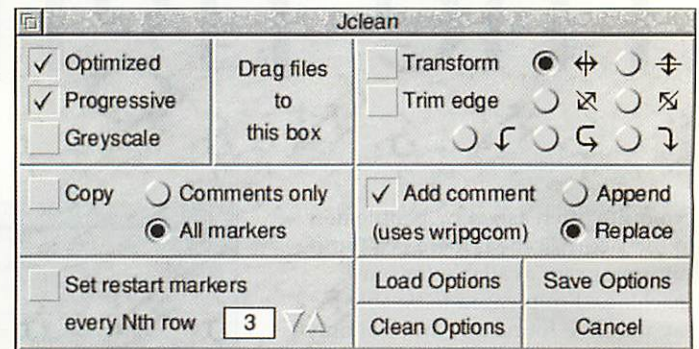 Jclean
Optimized
Progressive
Greyscale
Drag files
to
this box
Transform
Trim edge
Copy
Comments only
All markers
Add comment
Append
(uses wrjpgcom)
Replace
Set restart markers
every Nth row 3
Load Options
Save Options
Clean Options
Cancel